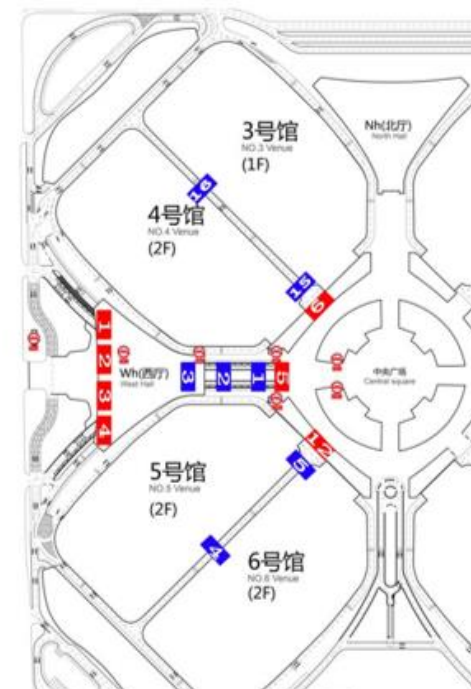 3号馆
NO.3 Venue
(1F)
Nh(北厅)
North Hall
16
4号馆
NO.4 Venue
(2F)
15
6
1
2
3
4
Wh(西厅)
West Hall
3
2
1
5
中央广场
Central square
12
5
5号馆
NO.5 Venue
(2F)
4
6号馆
NO.6 Venue
(2F)